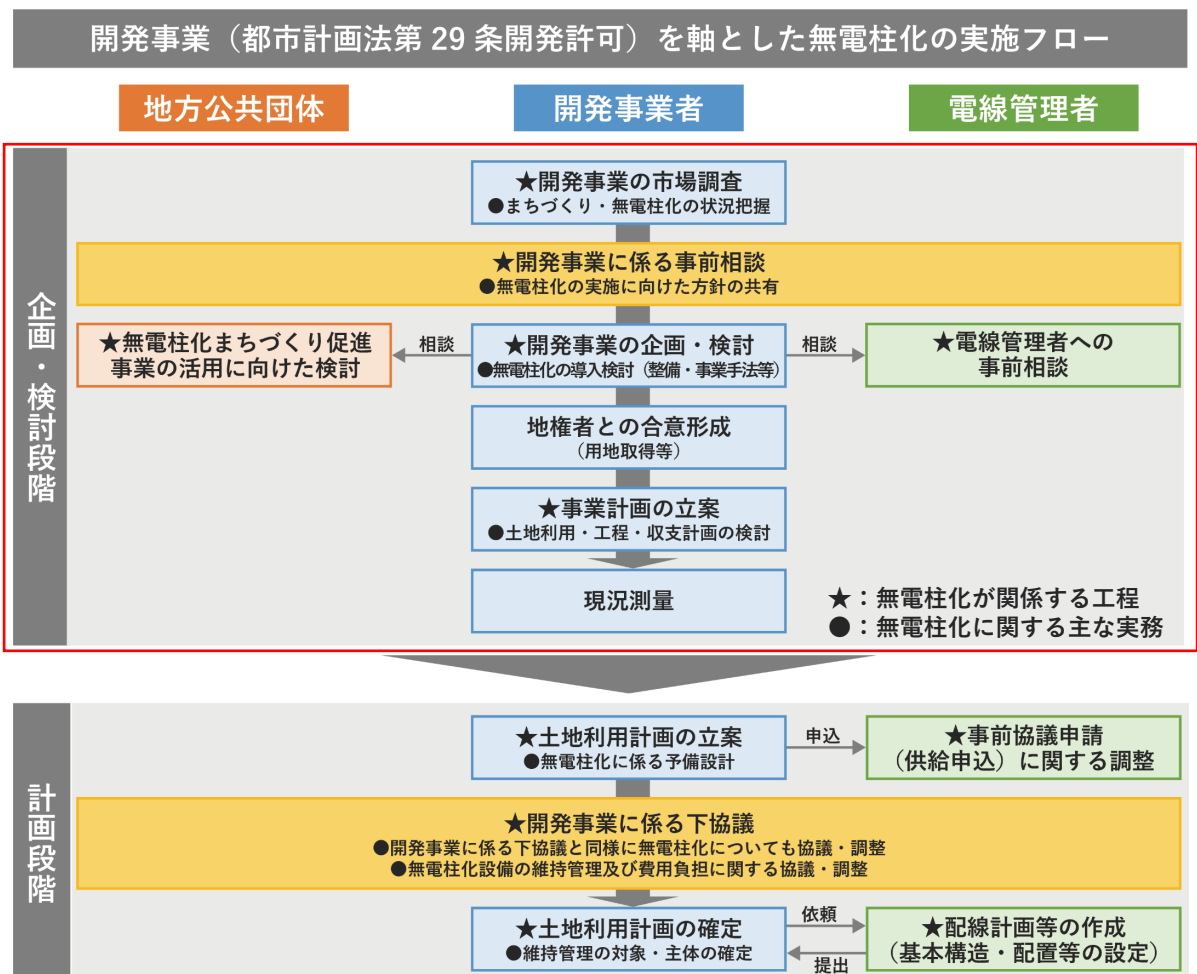 開発事業（都市計画法第 29 条開発許可）を軸とした無電柱化の実施フロー
地方公共団体
開発事業者
電線管理者
企画・検討段階
★開発事業の市場調査
●まちづくり・無電柱化の状況把握
★開発事業に係る事前相談
●無電柱化の実施に向けた方針の共有
★無電柱化まちづくり促進
事業の活用に向けた検討
相談
★開発事業の企画・検討
●無電柱化の導入検討（整備・事業手法等）
相談
★電線管理者への
事前相談
地権者との合意形成
（用地取得等）
★事業計画の立案
●土地利用・工程・収支計画の検討
現況測量
★：無電柱化が関係する工程
●：無電柱化に関する主な実務
計画段階
★土地利用計画の立案
●無電柱化に係る予備設計
申込
★事前協議申請
（供給申込）に関する調整
★開発事業に係る下協議
●開発事業に係る下協議と同様に無電柱化についても協議・調整
●無電柱化設備の維持管理及び費用負担に関する協議・調整
★土地利用計画の確定
●維持管理の対象・主体の確定
依頼
提出
★配線計画等の作成
（基本構造・配置等の設定）